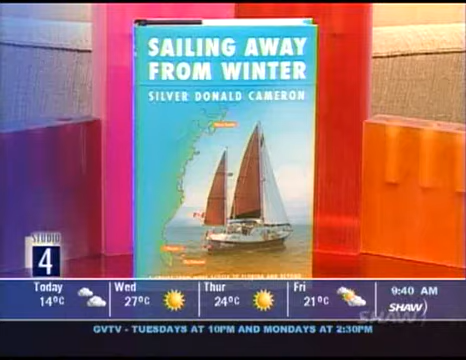 SAILING AWAY
FROM WINTER
SILVER DONALD CAMERON
STUDIO
4
Today
14°C
Wed
27°C
Thur
24°C
Fri
21°C
9:40 AM
SHAW)
SHAW)
GVTV - TUESDAYS AT 10PM AND MONDAYS AT 2:30PM